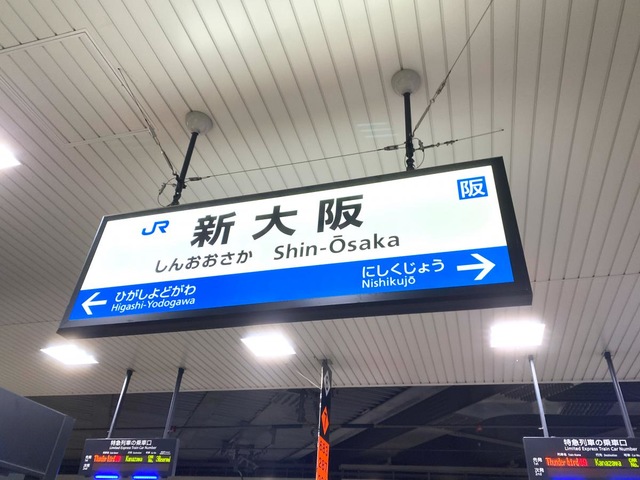 阪
JR
新大阪
しんおおさか Shin-Ōsaka
ひがしよどがわ
Higashi-Yodogawa
にしくじょう
Nishikujō
特急列車の乗車口
Limited Express Train Car Number
Thunderbird
Kanazawa
特急列車の乗車口
Limited Express Train Car Number
Thunderbird
Kanazawa